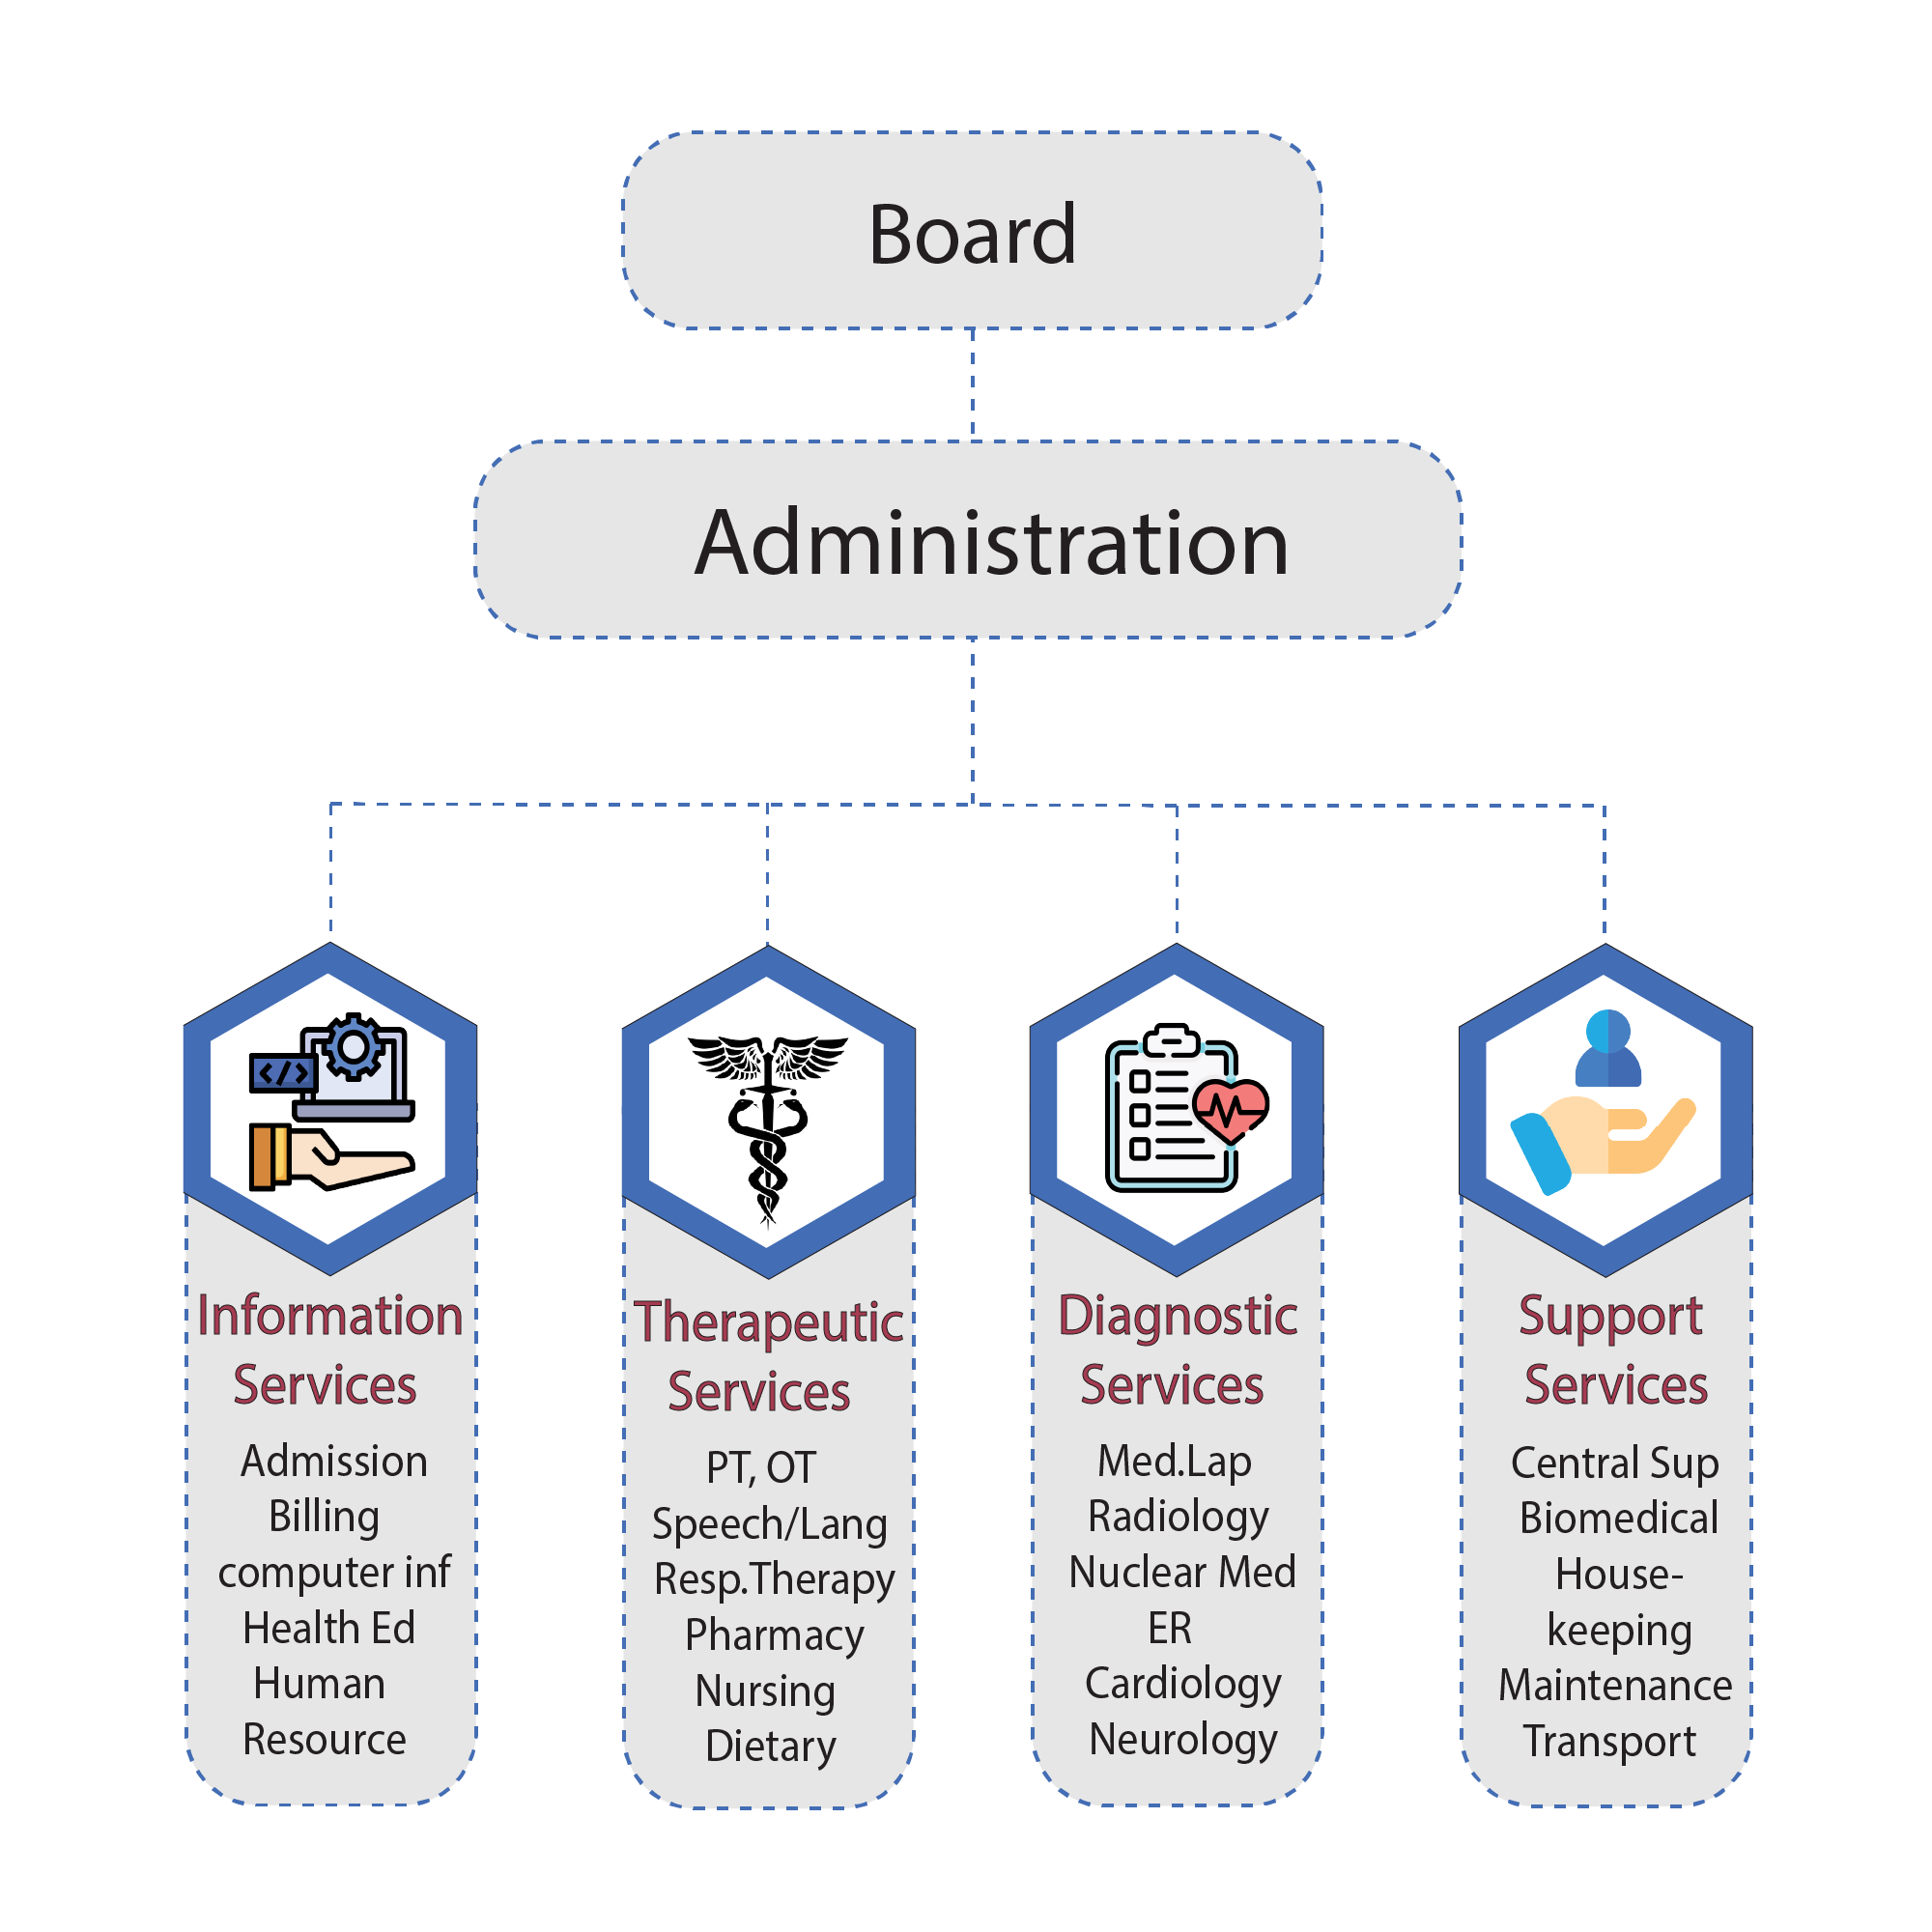 Board
Administration
Information
Services
Admission
Billing
computer inf
Health Ed
Human
Resource
Therapeutic
Services
PT, OT
Speech/Lang
Resp.Therapy
Pharmacy
Nursing
Dietary
Diagnostic
Services
Med.Lap
Radiology
Nuclear Med
ER
Cardiology
Neurology
Support
Services
Central Sup
Biomedical
House-
keeping
Maintenance
Transport